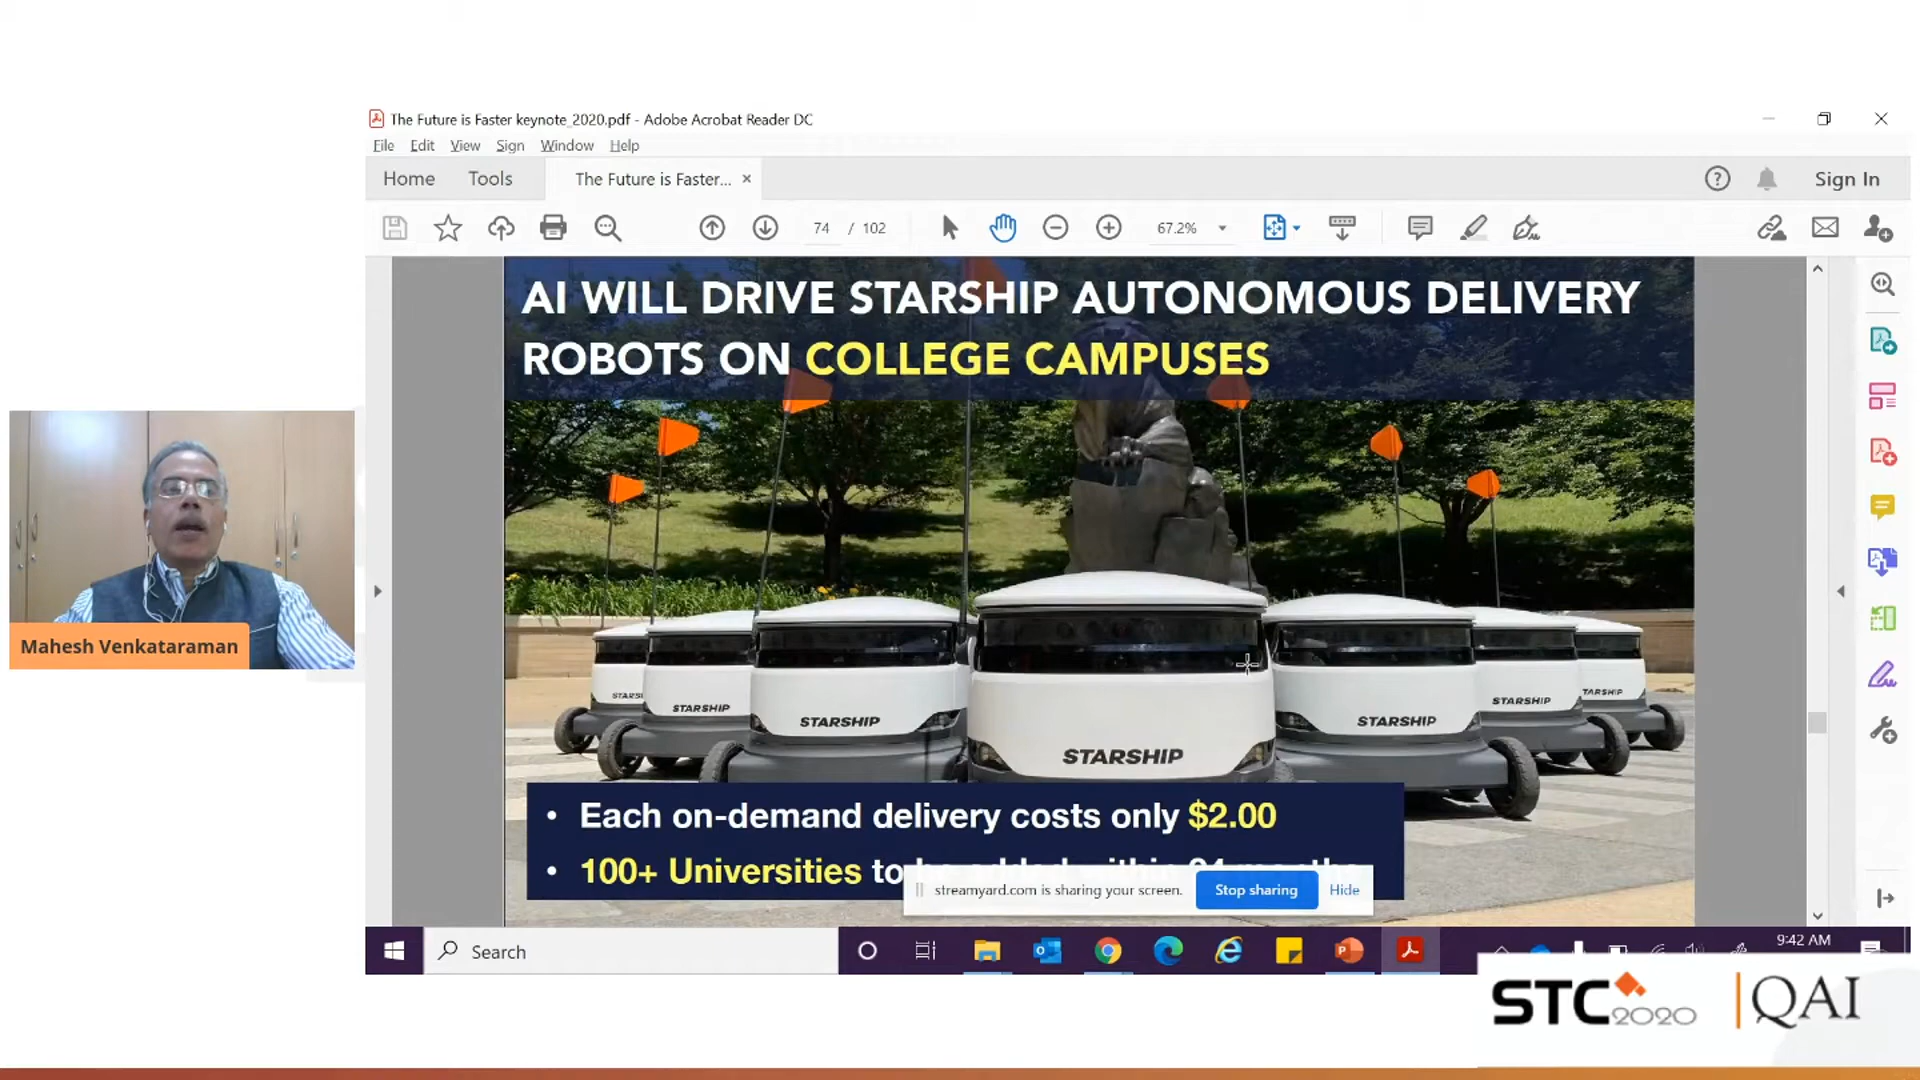 The Future is Faster keynote_2020.pdf - Adobe Acrobat Reader DC
File Edit View Sign Window Help
Home Tools The Future is Faster... × Sign In
74 / 102 67.2%
AI WILL DRIVE STARSHIP AUTONOMOUS DELIVERY
ROBOTS ON COLLEGE CAMPUSES
Mahesh Venkataraman
STARSHIP
STARSHIP
STARSHIP
STARSHIP
STARSHIP
• Each on-demand delivery costs only $2.00
• 100+ Universities to
streamyard.com is sharing your screen. Stop sharing Hide
Search
9:42 AM
STC 2020 | QAI